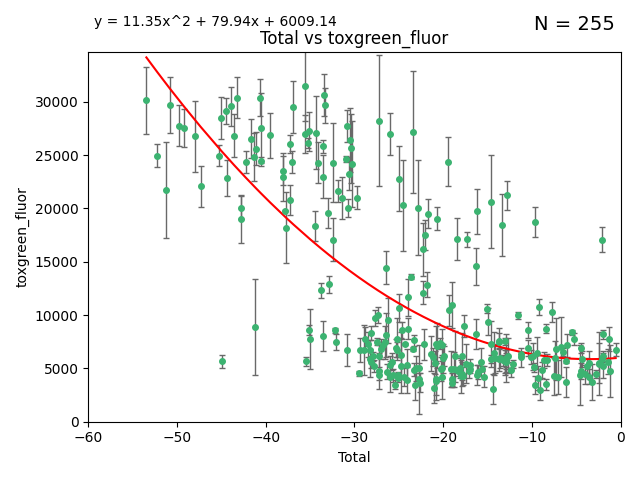 y = 11.35x^2 + 79.94x + 6009.14
N = 255
Total vs toxgreen_fluor
30000
25000
20000
15000
10000
5000
0
toxgreen_fluor
−60 −50 −40 −30 −20 −10 0
Total